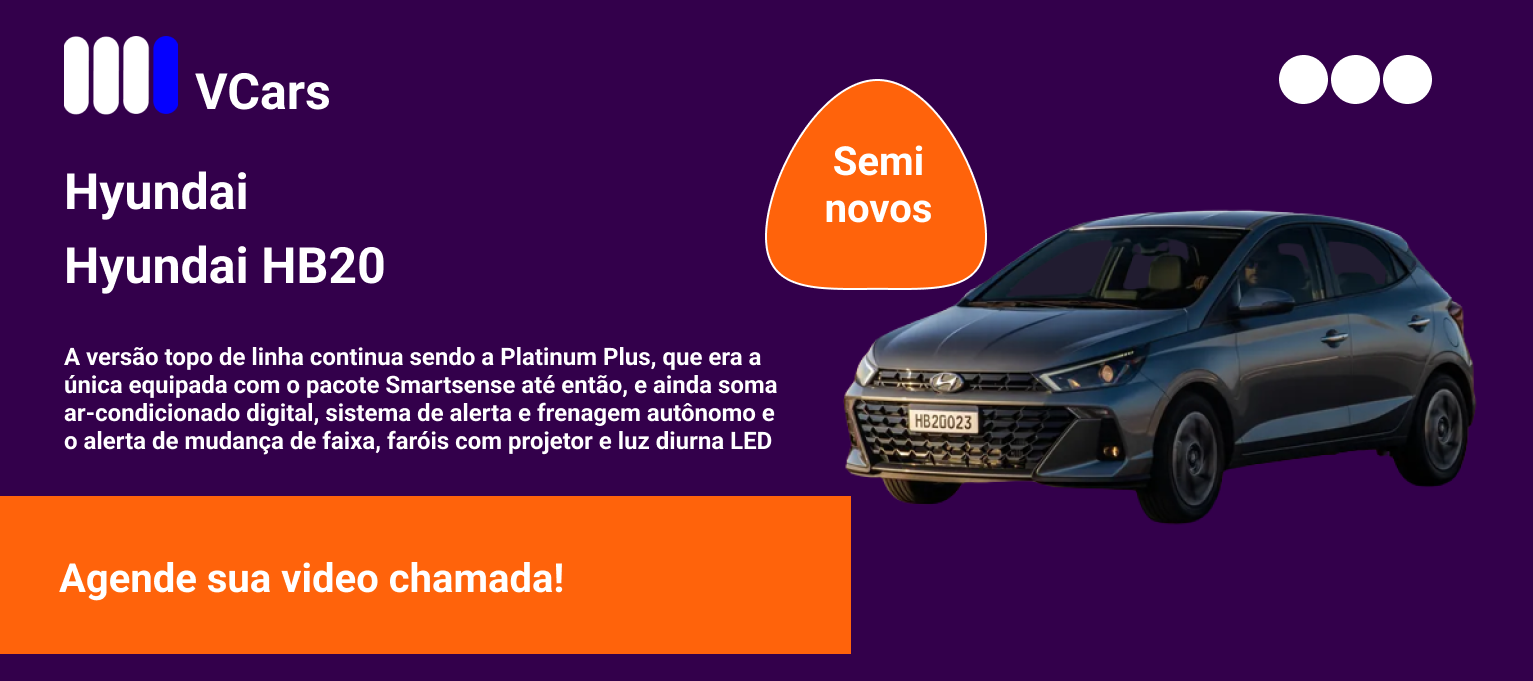 VCars
Hyundai
Hyundai HB20
Semi
novos
A versão topo de linha continua sendo a Platinum Plus, que era a
única equipada com o pacote Smartsense até então, e ainda soma
ar-condicionado digital, sistema de alerta e frenagem autônomo e
o alerta de mudança de faixa, faróis com projetor e luz diurna LED
HB20023
Agende sua video chamada!